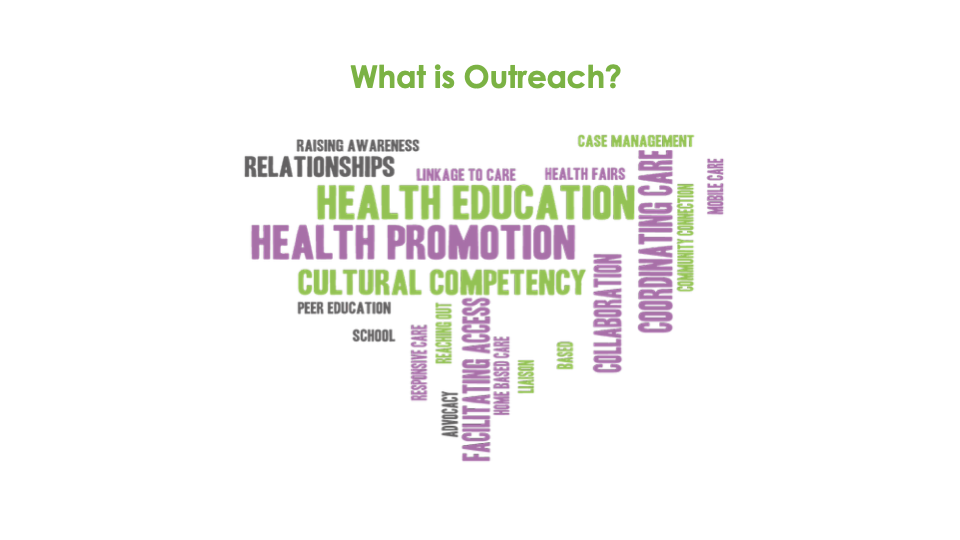 What is Outreach?
CASE MANAGEMENT
RAISING AWARENESS
RELATIONSHIPS
LINKAGE TO CARE
HEALTH FAIRS
HEALTH EDUCATION
HEALTH PROMOTION
CULTURAL COMPETENCY
PEER EDUCATION
SCHOOL
RESPONSIVE CARE
REACHING OUT
ADVOCACY
FACILITATING ACCESS
HOME BASED CARE
LIAISON
BASED
COLLABORATION
COORDINATING CARE
COMMUNITY CONNECTION
MOBILE CARE